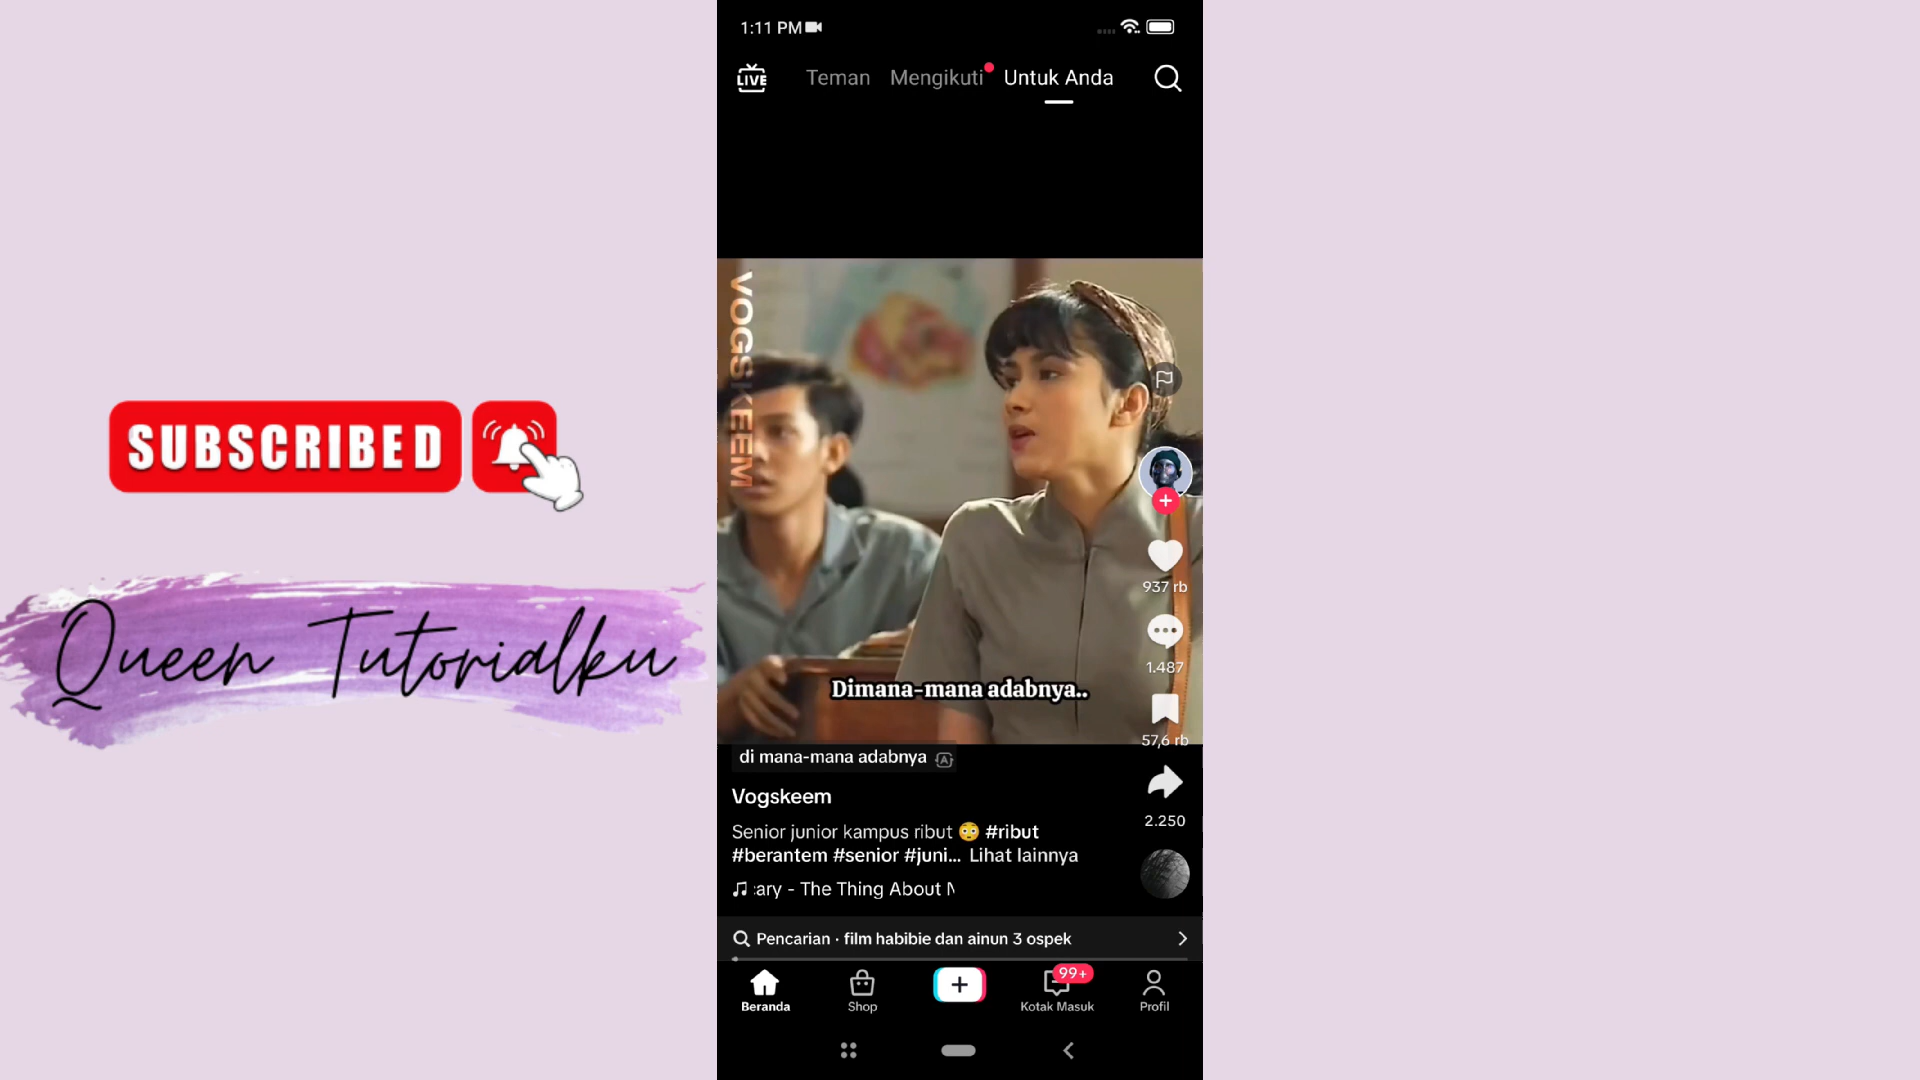 1:11 PM
LIVE
Teman Mengikuti Untuk Anda
VOGSKEEM
SUBSCRIBED
Queen Tutorialku
937 rb
1.487
Dimana-mana adabnya..
57,6 rb
di mana-mana adabnya
Vogskeem
2.250
Senior junior kampus ribut 😳 #ribut
#berantem #senior #juni... Lihat lainnya
:ary - The Thing About N
Pencarian · film habibie dan ainun 3 ospek
99+
Beranda Shop Kotak Masuk Profil